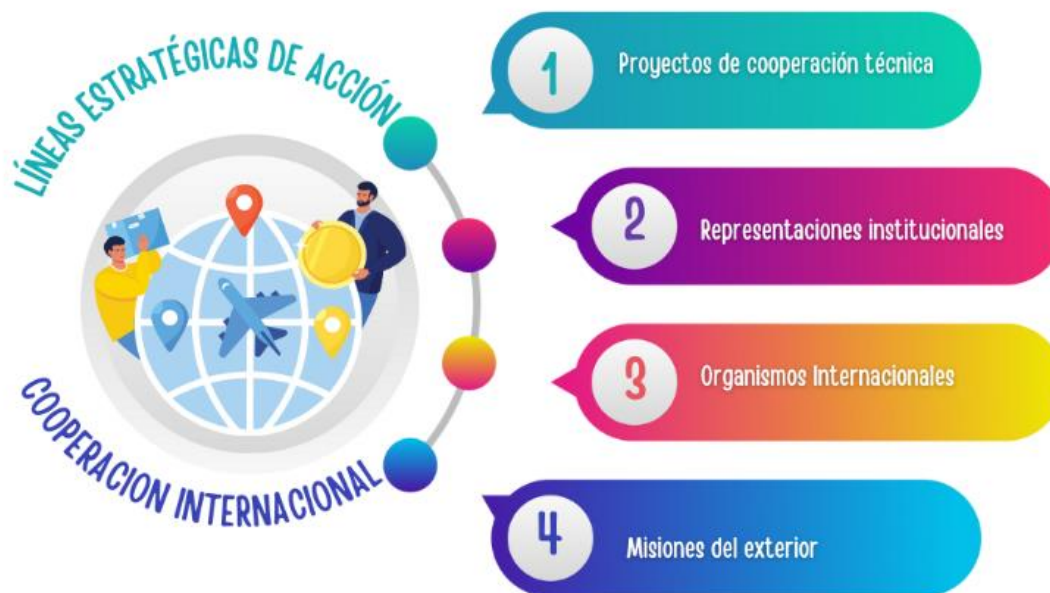 LÍNEAS ESTRATÉGICAS DE ACCIÓN
COOPERACION INTERNACIONAL
1
Proyectos de cooperación técnica
2
Representaciones institucionales
3
Organismos Internacionales
4
Misiones del exterior